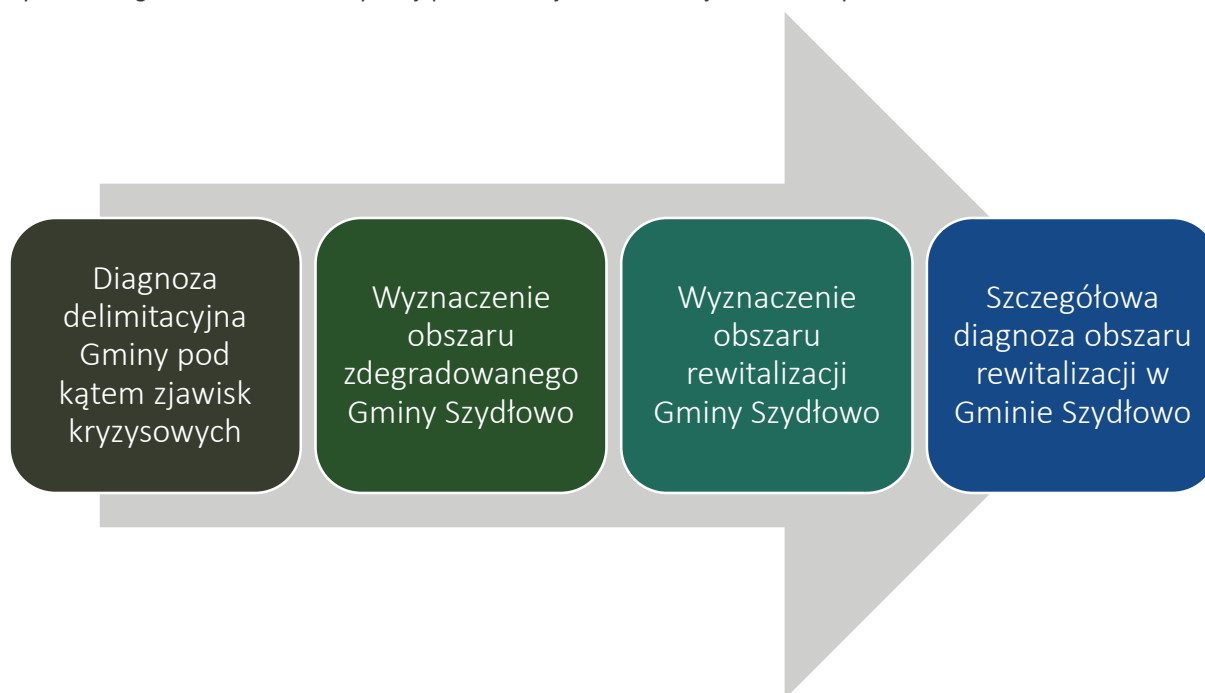 Diagnoza
delimitacyjna
Gminy pod
kątem zjawisk
kryzysowych
Wyznaczenie
obszaru
zdegradowanego
Gminy Szydłowo
Wyznaczenie
obszaru
rewitalizacji
Gminy Szydłowo
Szczegółowa
diagnoza obszaru
rewitalizacji w
Gminie Szydłowo